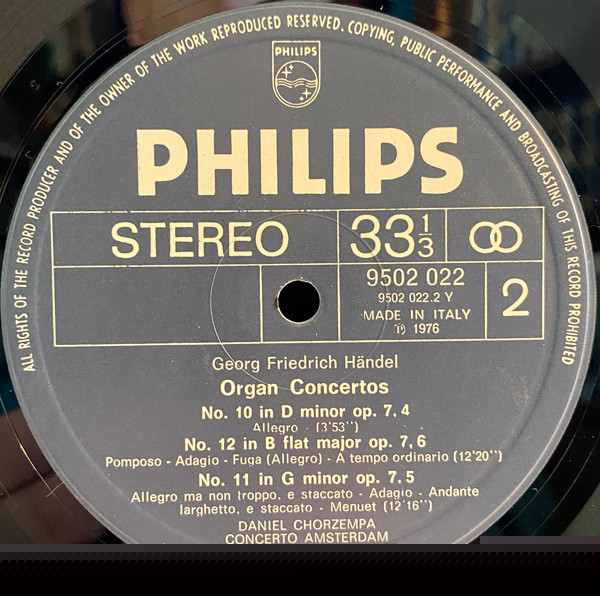 ALL RIGHTS OF THE RECORD PRODUCER AND OF THE OWNER OF THE WORK REPRODUCED RESERVED. COPYING, PUBLIC PERFORMANCE AND BROADCASTING OF THIS RECORD PROHIBITED
PHILIPS
PHILIPS
STEREO
33 1/3
9502 022
9502 022.2 Y
MADE IN ITALY
℗ 1976
2
Georg Friedrich Händel
Organ Concertos
No. 10 in D minor op. 7, 4
Allegro - (3'53'')
No. 12 in B flat major op. 7, 6
Pomposo - Adagio - Fuga (Allegro) - A tempo ordinario (12'20'')
No. 11 in G minor op. 7, 5
Allegro ma non troppo, e staccato - Adagio - Andante
larghetto, e staccato - Menuet (12'16'')
DANIEL CHORZEMPA
CONCERTO AMSTERDAM